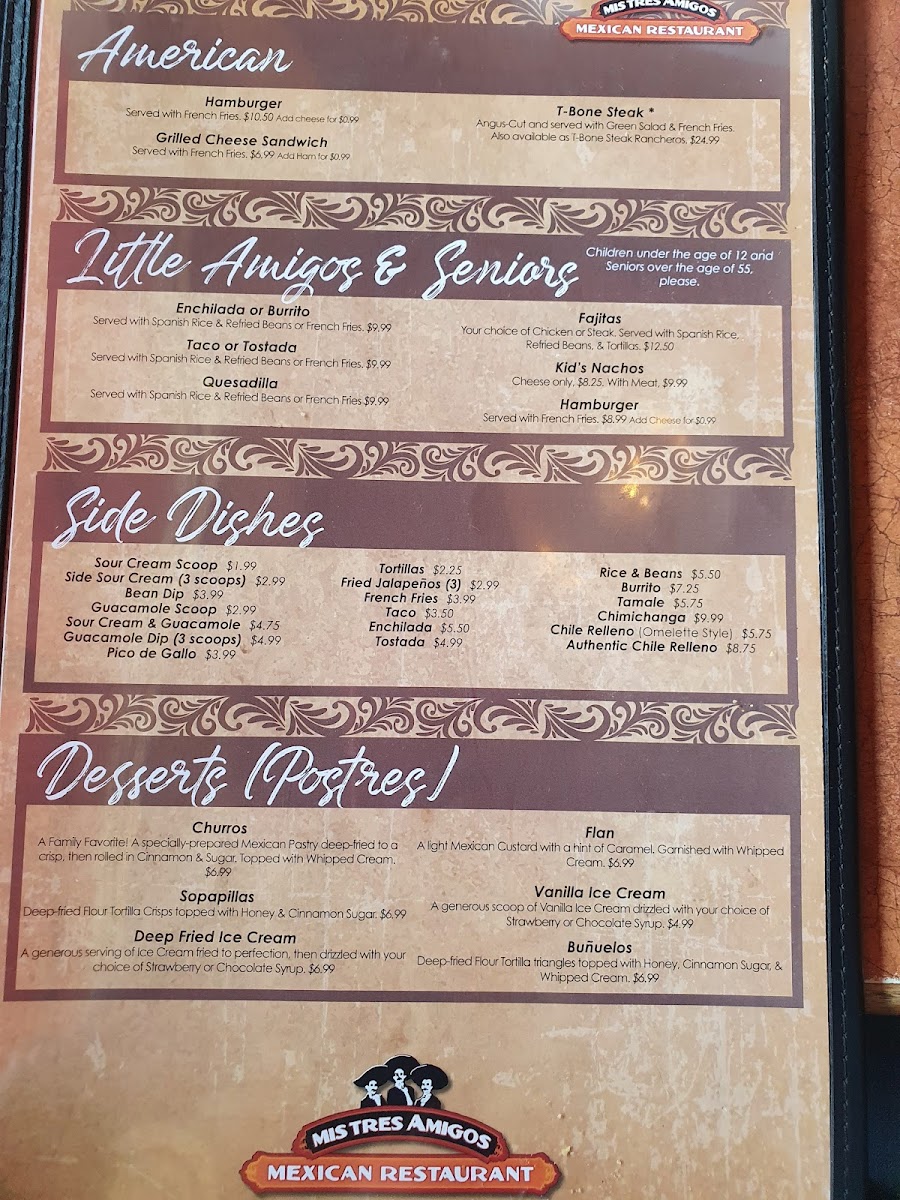 MIS TRES AMIGOS
MEXICAN RESTAURANT
American
Hamburger
Served with French Fries. $10.50 Add cheese for $0.99
Grilled Cheese Sandwich
Served with French Fries. $6.99 Add Ham for $0.99
T-Bone Steak *
Angus-Cut and served with Green Salad & French Fries.
Also available as T-Bone Steak Rancheros. $24.99
Little Amigos & Seniors
Children under the age of 12 and
Seniors over the age of 55,
please.
Enchilada or Burrito
Served with Spanish Rice & Refried Beans or French Fries. $9.99
Taco or Tostada
Served with Spanish Rice & Refried Beans or French Fries. $9.99
Quesadilla
Served with Spanish Rice & Refried Beans or French Fries $9.99
Fajitas
Your choice of Chicken or Steak. Served with Spanish Rice,
Refried Beans, & Tortillas. $12.50
Kid's Nachos
Cheese only, $8.25. With Meat, $9.99
Hamburger
Served with French Fries. $8.99 Add Cheese for $0.99
Side Dishes
Sour Cream Scoop $1.99
Side Sour Cream (3 scoops) $2.99
Bean Dip $3.99
Guacamole Scoop $2.99
Sour Cream & Guacamole $4.75
Guacamole Dip (3 scoops) $4.99
Pico de Gallo $3.99
Tortillas $2.25
Fried Jalapeños (3) $2.99
French Fries $3.99
Taco $3.50
Enchilada $5.50
Tostada $4.99
Rice & Beans $5.50
Burrito $7.25
Tamale $5.75
Chimichanga $9.99
Chile Relleno (Omelette Style) $5.75
Authentic Chile Relleno $8.75
Desserts (Postres)
Churros
A Family Favorite! A specially-prepared Mexican Pastry deep-fried to a
crisp, then rolled in Cinnamon & Sugar. Topped with Whipped Cream.
$6.99
Sopapillas
Deep-fried Flour Tortilla Crisps topped with Honey & Cinnamon Sugar. $6.99
Deep Fried Ice Cream
A generous serving of Ice Cream fried to perfection, then drizzled with your
choice of Strawberry or Chocolate Syrup. $6.99
Flan
A light Mexican Custard with a hint of Caramel. Garnished with Whipped
Cream. $6.99
Vanilla Ice Cream
A generous scoop of Vanilla Ice Cream drizzled with your choice of
Strawberry or Chocolate Syrup. $4.99
Buñuelos
Deep-fried Flour Tortilla triangles topped with Honey, Cinnamon Sugar, &
Whipped Cream. $6.99
MIS TRES AMIGOS
MEXICAN RESTAURANT